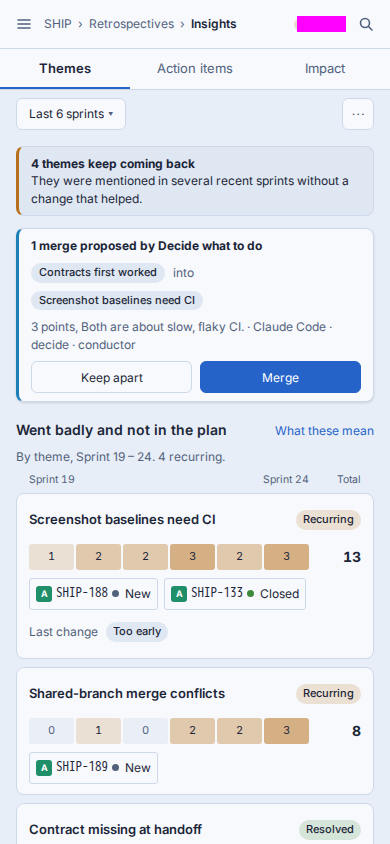 SHIP › Retrospectives › Insights
Themes Action items Impact
Last 6 sprints ▾ ...
4 themes keep coming back
They were mentioned in several recent sprints without a
change that helped.
1 merge proposed by Decide what to do
Contracts first worked into
Screenshot baselines need CI
3 points, Both are about slow, flaky CI. · Claude Code ·
decide · conductor
Keep apart Merge
Went badly and not in the plan What these mean
By theme, Sprint 19 – 24. 4 recurring.
Sprint 19 Sprint 24 Total
Screenshot baselines need CI Recurring
1 2 2 3 2 3 13
A SHIP-188 New A SHIP-133 Closed
Last change Too early
Shared-branch merge conflicts Recurring
0 1 0 2 2 3 8
A SHIP-189 New
Contract missing at handoff Resolved